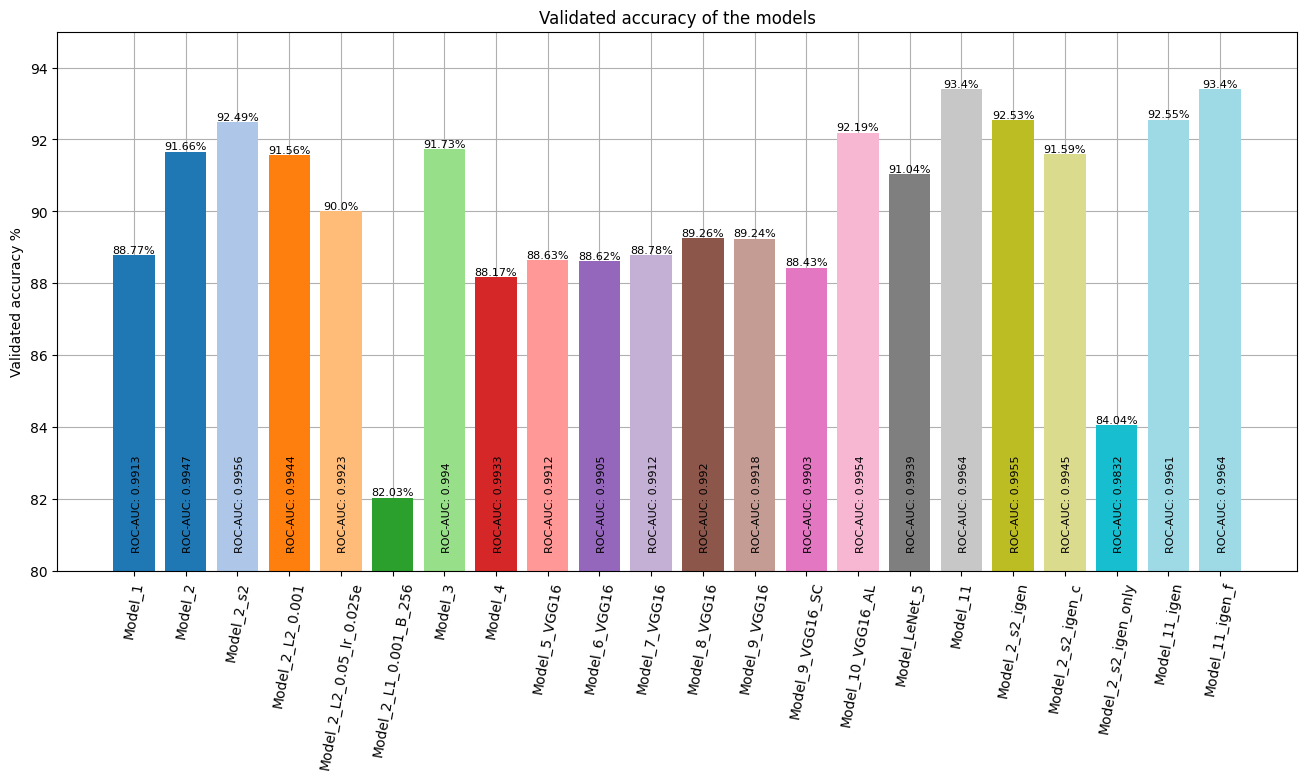 Validated accuracy of the models
Validated accuracy %
94
92
90
88
86
84
82
80
88.77%
91.66%
92.49%
91.56%
90.0%
82.03%
91.73%
88.17%
88.63%
88.62%
88.78%
89.26%
89.24%
88.43%
92.19%
91.04%
93.4%
92.53%
91.59%
84.04%
92.55%
93.4%
ROC-AUC: 0.9913
ROC-AUC: 0.9947
ROC-AUC: 0.9956
ROC-AUC: 0.9944
ROC-AUC: 0.9923
ROC-AUC: 0.994
ROC-AUC: 0.9933
ROC-AUC: 0.9912
ROC-AUC: 0.9905
ROC-AUC: 0.9912
ROC-AUC: 0.992
ROC-AUC: 0.9918
ROC-AUC: 0.9903
ROC-AUC: 0.9954
ROC-AUC: 0.9939
ROC-AUC: 0.9964
ROC-AUC: 0.9955
ROC-AUC: 0.9945
ROC-AUC: 0.9832
ROC-AUC: 0.9961
ROC-AUC: 0.9964
Model_1
Model_2
Model_2_s2
Model_2_L2_0.001
Model_2_L2_0.05_lr_0.025e
Model_2_L1_0.001_B_256
Model_3
Model_4
Model_5_VGG16
Model_6_VGG16
Model_7_VGG16
Model_8_VGG16
Model_9_VGG16
Model_9_VGG16_SC
Model_10_VGG16_AL
Model_LeNet_5
Model_11
Model_2_s2_igen
Model_2_s2_igen_c
Model_2_s2_igen_only
Model_11_igen
Model_11_igen_f